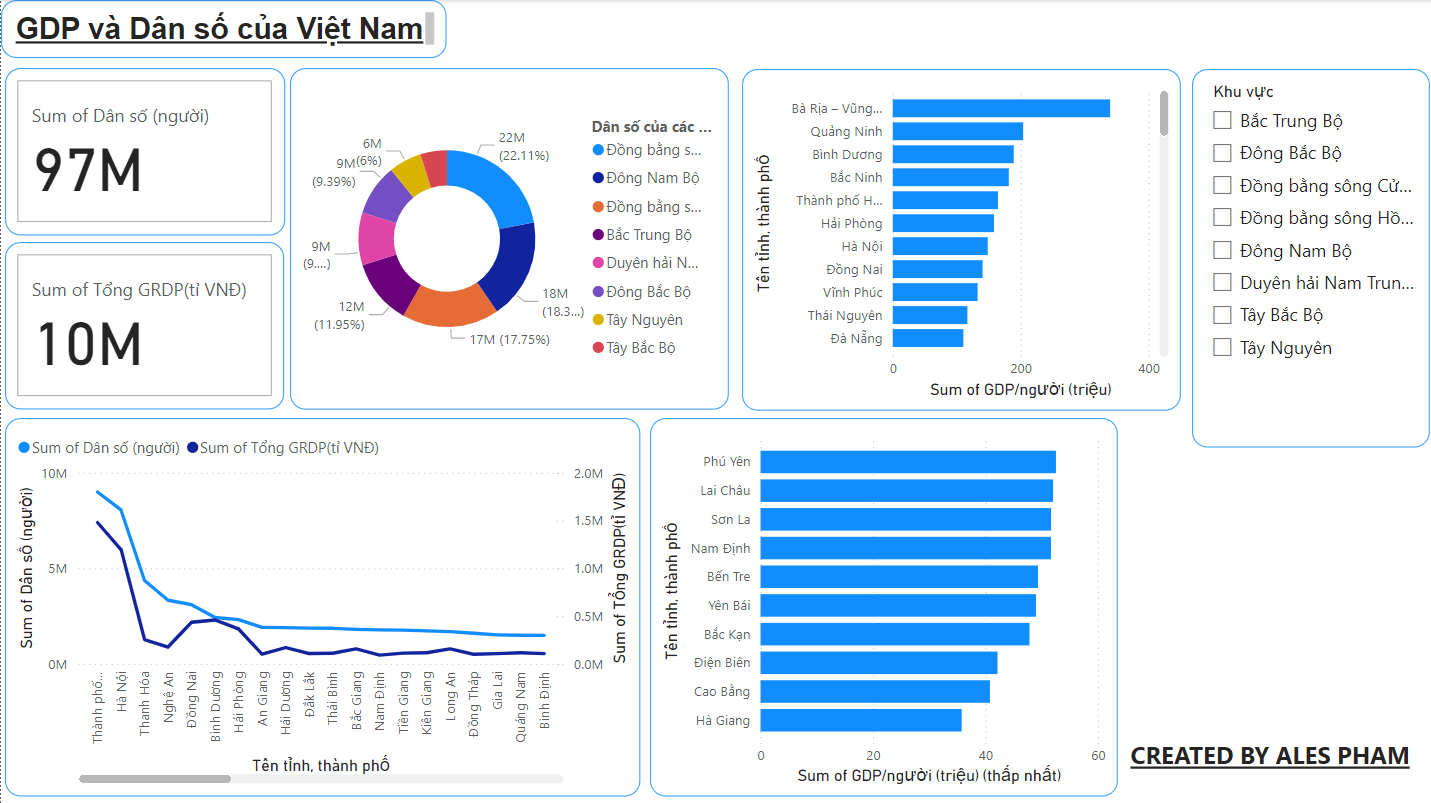 GDP và Dân số của Việt Nam
Sum of Dân số (người)
97M
Sum of Tổng GRDP(tỉ VNĐ)
10M
22M
(22.11%)
18M
(18.3...)
17M (17.75%)
12M
(11.95%)
9M
(9....)
9M
(9.39%)
6M
(6%)
Dân số của các ...
Đồng bằng s...
Đông Nam Bộ
Đồng bằng s...
Bắc Trung Bộ
Duyên hải N...
Đông Bắc Bộ
Tây Nguyên
Tây Bắc Bộ
Tên tỉnh, thành phố
Bà Rịa – Vũng...
Quảng Ninh
Bình Dương
Bắc Ninh
Thành phố H...
Hải Phòng
Hà Nội
Đồng Nai
Vĩnh Phúc
Thái Nguyên
Đà Nẵng
0 200 400
Sum of GDP/người (triệu)
Khu vực
Bắc Trung Bộ
Đông Bắc Bộ
Đồng bằng sông Cử...
Đồng bằng sông Hồ...
Đông Nam Bộ
Duyên hải Nam Trun...
Tây Bắc Bộ
Tây Nguyên
Sum of Dân số (người) Sum of Tổng GRDP(tỉ VNĐ)
Sum of Dân số (người)
10M
5M
0M
2.0M
1.5M
1.0M
0.5M
0.0M
Sum of Tổng GRDP(tỉ VNĐ)
Thành phố...
Hà Nội
Thanh Hóa
Nghệ An
Đồng Nai
Bình Dương
Hải Phòng
An Giang
Hải Dương
Đắk Lắk
Thái Bình
Bắc Giang
Nam Định
Tiền Giang
Kiên Giang
Long An
Đồng Tháp
Gia Lai
Quảng Nam
Bình Định
Tên tỉnh, thành phố
Tên tỉnh, thành phố
Phú Yên
Lai Châu
Sơn La
Nam Định
Bến Tre
Yên Bái
Bắc Kạn
Điện Biên
Cao Bằng
Hà Giang
0 20 40 60
Sum of GDP/người (triệu) (thấp nhất)
CREATED BY ALES PHAM